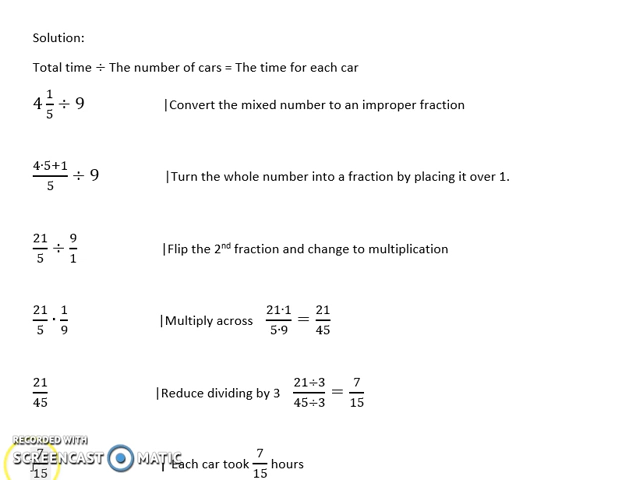 Solution:
Total time ÷ The number of cars = The time for each car
4 1/5 ÷ 9 |Convert the mixed number to an improper fraction
4·5+1/5 ÷ 9 |Turn the whole number into a fraction by placing it over 1.
21/5 ÷ 9/1 |Flip the 2nd fraction and change to multiplication
21/5 · 1/9 |Multiply across 21·1/5·9 = 21/45
21/45 |Reduce dividing by 3 21÷3/45÷3 = 7/15
RECORDED WITH
SCREENCAST MATIC
7/15 | Each car took 7/15 hours